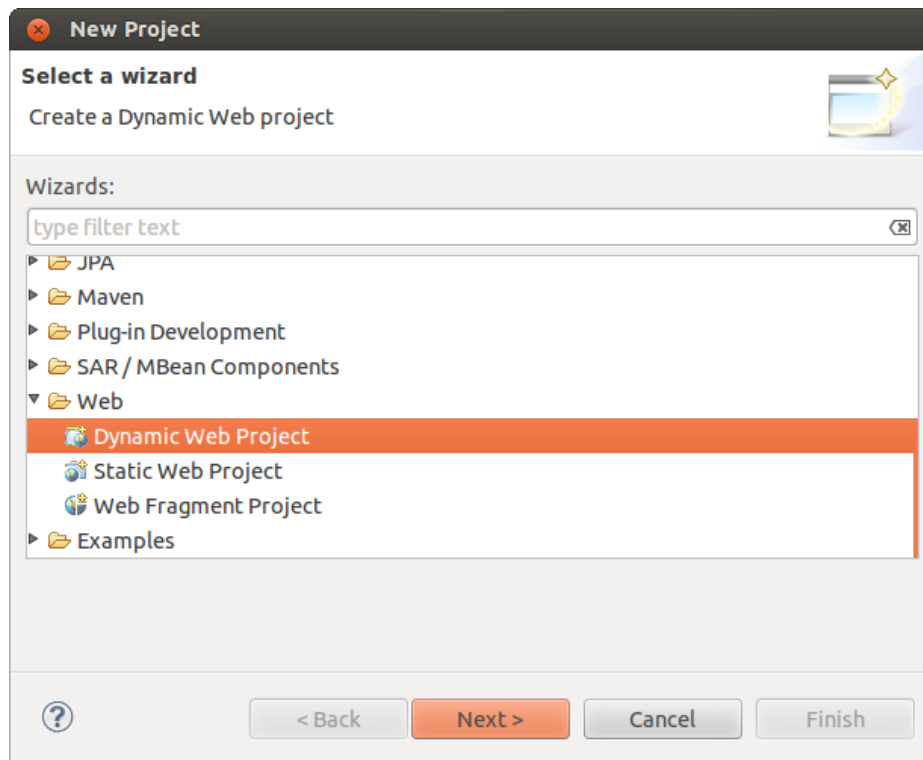 New Project
Select a wizard
Create a Dynamic Web project
Wizards:
type filter text
JPA
Maven
Plug-in Development
SAR / MBean Components
Web
Dynamic Web Project
Static Web Project
Web Fragment Project
Examples
? < Back Next > Cancel Finish